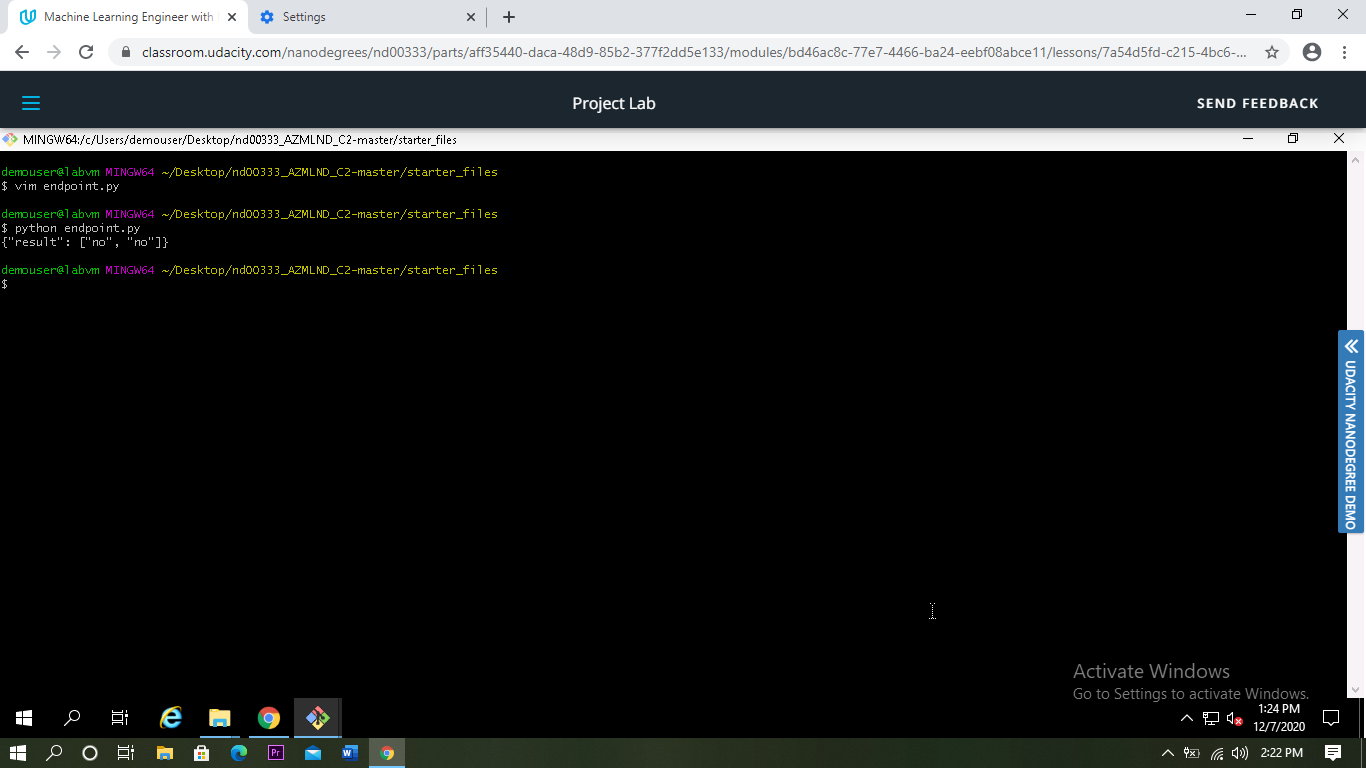 Machine Learning Engineer with
Settings
classroom.udacity.com/nanodegrees/nd00333/parts/aff35440-daca-48d9-85b2-377f2dd5e133/modules/bd46ac8c-77e7-4466-ba24-eebf08abce11/lessons/7a54d5fd-c215-4bc6-...
Project Lab
SEND FEEDBACK
MINGW64:/c/Users/demouser/Desktop/nd00333_AZMLND_C2-master/starter_files
demouser@labvm MINGW64 ~/Desktop/nd00333_AZMLND_C2-master/starter_files
$ vim endpoint.py
demouser@labvm MINGW64 ~/Desktop/nd00333_AZMLND_C2-master/starter_files
$ python endpoint.py
{"result": ["no", "no"]}
demouser@labvm MINGW64 ~/Desktop/nd00333_AZMLND_C2-master/starter_files
$
UDACITY NANODEGREE DEMO
Activate Windows
Go to Settings to activate Windows.
1:24 PM
12/7/2020
Pr
W
2:22 PM